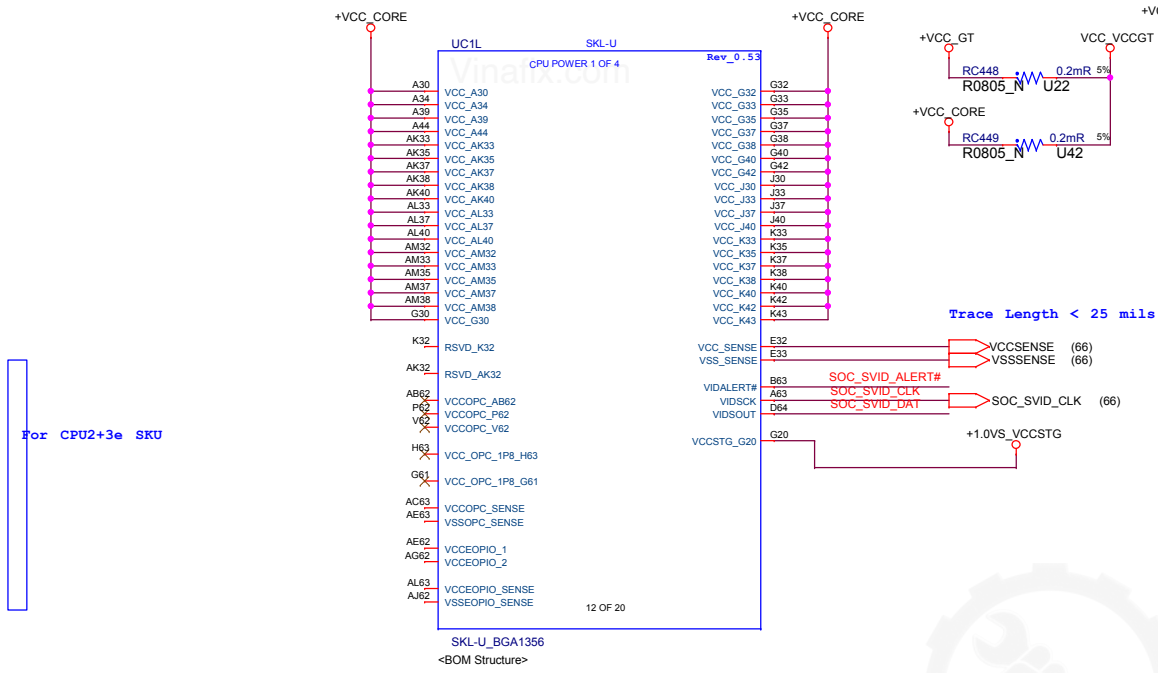 +VCC_CORE
+VCC_CORE
+VC
+VCC_GT
VCC_VCCGT
UC1L
SKL-U
Rev_0.53
CPU POWER 1 OF 4
Vinafix.com
RC448
0.2mR
5%
R0805_N
U22
+VCC_CORE
RC449
0.2mR
5%
R0805_N
U42
A30 VCC_A30
A34 VCC_A34
A39 VCC_A39
A44 VCC_A44
AK33 VCC_AK33
AK35 VCC_AK35
AK37 VCC_AK37
AK38 VCC_AK38
AK40 VCC_AK40
AL33 VCC_AL33
AL37 VCC_AL37
AL40 VCC_AL40
AM32 VCC_AM32
AM33 VCC_AM33
AM35 VCC_AM35
AM37 VCC_AM37
AM38 VCC_AM38
G30 VCC_G30
K32 RSVD_K32
AK32 RSVD_AK32
AB62 VCCOPC_AB62
P62 VCCOPC_P62
V62 VCCOPC_V62
H63 VCC_OPC_1P8_H63
G61 VCC_OPC_1P8_G61
AC63 VCCOPC_SENSE
AE63 VSSOPC_SENSE
AE62 VCCEOPIO_1
AG62 VCCEOPIO_2
AL63 VCCEOPIO_SENSE
AJ62 VSSEOPIO_SENSE
VCC_G32 G32
VCC_G33 G33
VCC_G35 G35
VCC_G37 G37
VCC_G38 G38
VCC_G40 G40
VCC_G42 G42
VCC_J30 J30
VCC_J33 J33
VCC_J37 J37
VCC_J40 J40
VCC_K33 K33
VCC_K35 K35
VCC_K37 K37
VCC_K38 K38
VCC_K40 K40
VCC_K42 K42
VCC_K43 K43
Trace Length < 25 mils
VCC_SENSE E32 VCCSENSE (66)
VSS_SENSE E33 VSSSENSE (66)
VIDALERT# B63 SOC_SVID_ALERT#
VIDSCK A63 SOC_SVID_CLK SOC_SVID_CLK (66)
VIDSOUT D64 SOC_SVID_DAT
VCCSTG_G20 G20
+1.0VS_VCCSTG
For CPU2+3e SKU
12 OF 20
SKL-U_BGA1356
<BOM Structure>